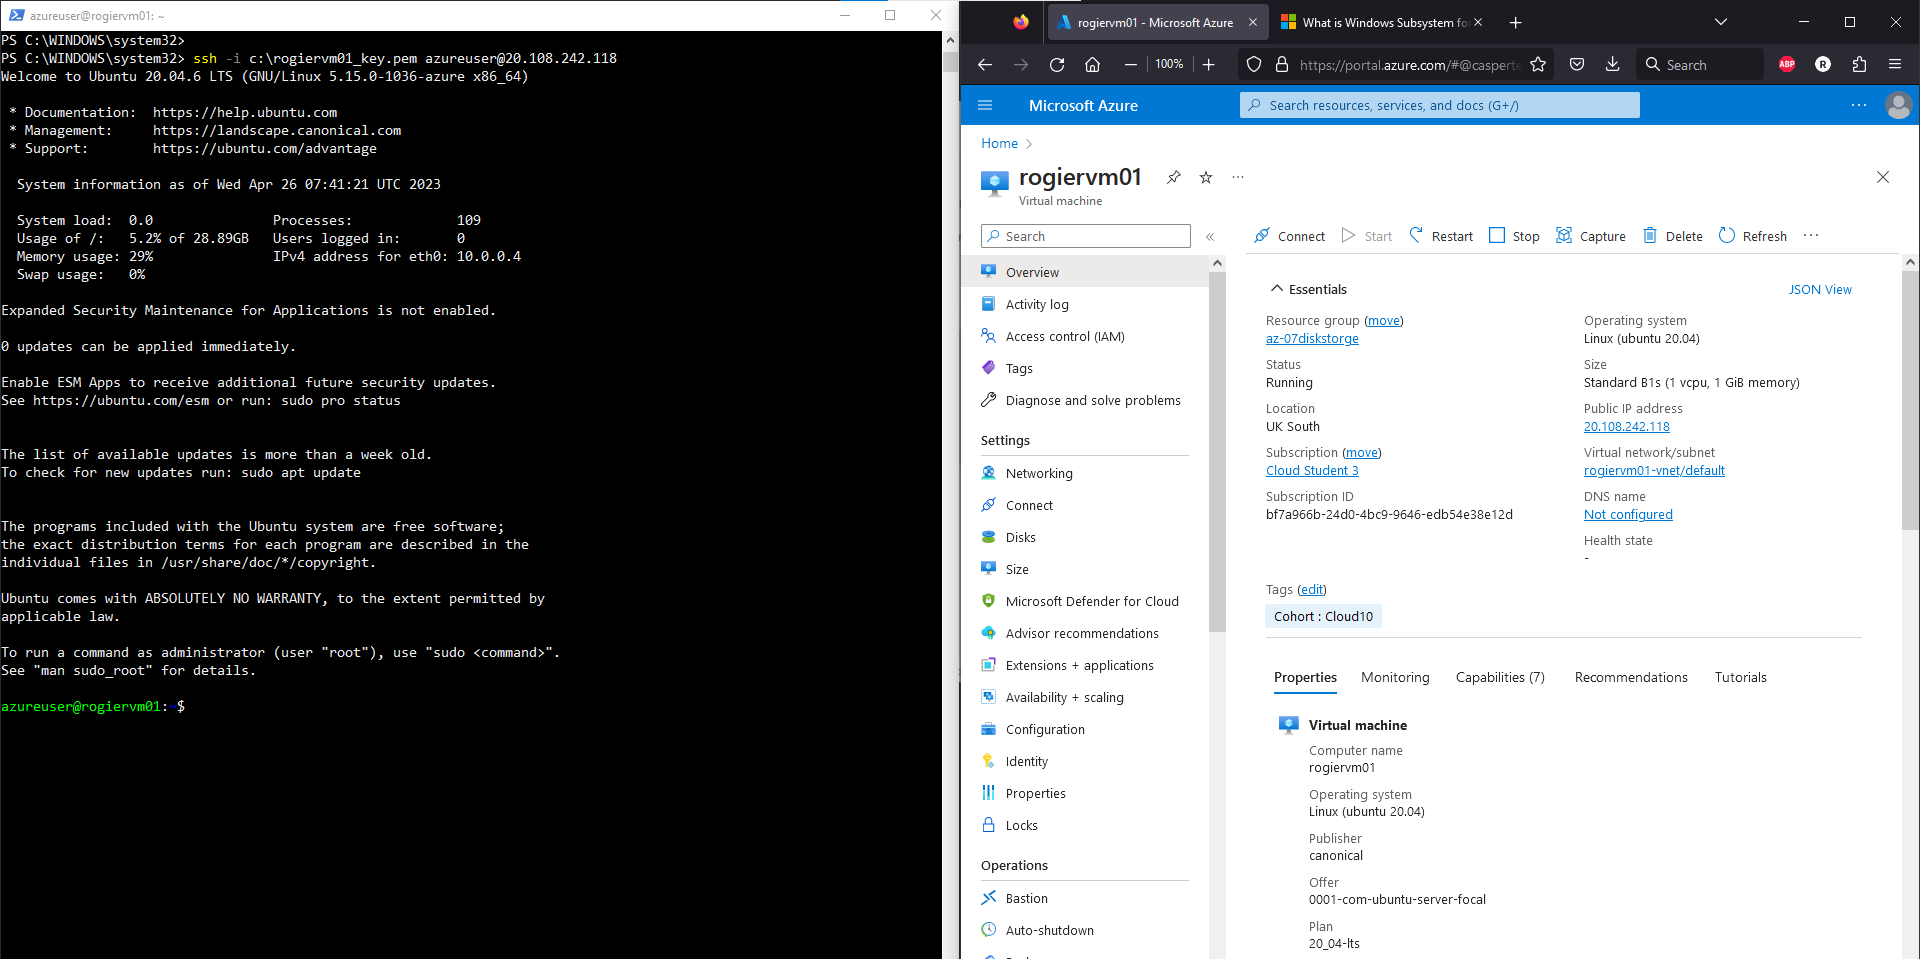 azureuser@rogiervm01: ~
PS C:\WINDOWS\system32>
PS C:\WINDOWS\system32> ssh -i c:\rogiervm01_key.pem azureuser@20.108.242.118
Welcome to Ubuntu 20.04.6 LTS (GNU/Linux 5.15.0-1036-azure x86_64)
* Documentation:  https://help.ubuntu.com
* Management:     https://landscape.canonical.com
* Support:        https://ubuntu.com/advantage
System information as of Wed Apr 26 07:41:21 UTC 2023
System load:  0.0               Processes:             109
Usage of /:   5.2% of 28.89GB   Users logged in:       0
Memory usage: 29%               IPv4 address for eth0: 10.0.0.4
Swap usage:   0%
Expanded Security Maintenance for Applications is not enabled.
0 updates can be applied immediately.
Enable ESM Apps to receive additional future security updates.
See https://ubuntu.com/esm or run: sudo pro status
The list of available updates is more than a week old.
To check for new updates run: sudo apt update
The programs included with the Ubuntu system are free software;
the exact distribution terms for each program are described in the
individual files in /usr/share/doc/*/copyright.
Ubuntu comes with ABSOLUTELY NO WARRANTY, to the extent permitted by
applicable law.
To run a command as administrator (user "root"), use "sudo <command>".
See "man sudo_root" for details.
azureuser@rogiervm01:~$
rogiervm01 - Microsoft Azure
What is Windows Subsystem fo
100%
https://portal.azure.com/#@casperte
Search
ABP
R
Microsoft Azure
Search resources, services, and docs (G+/)
Home
rogiervm01
Virtual machine
Search
Connect
Start
Restart
Stop
Capture
Delete
Refresh
Overview
Activity log
Access control (IAM)
Tags
Diagnose and solve problems
Settings
Networking
Connect
Disks
Size
Microsoft Defender for Cloud
Advisor recommendations
Extensions + applications
Availability + scaling
Configuration
Identity
Properties
Locks
Operations
Bastion
Auto-shutdown
Essentials
JSON View
Resource group (move)
az-07diskstorge
Status
Running
Location
UK South
Subscription (move)
Cloud Student 3
Subscription ID
bf7a966b-24d0-4bc9-9646-edb54e38e12d
Operating system
Linux (ubuntu 20.04)
Size
Standard B1s (1 vcpu, 1 GiB memory)
Public IP address
20.108.242.118
Virtual network/subnet
rogiervm01-vnet/default
DNS name
Not configured
Health state
-
Tags (edit)
Cohort : Cloud10
Properties
Monitoring
Capabilities (7)
Recommendations
Tutorials
Virtual machine
Computer name
rogiervm01
Operating system
Linux (ubuntu 20.04)
Publisher
canonical
Offer
0001-com-ubuntu-server-focal
Plan
20_04-lts